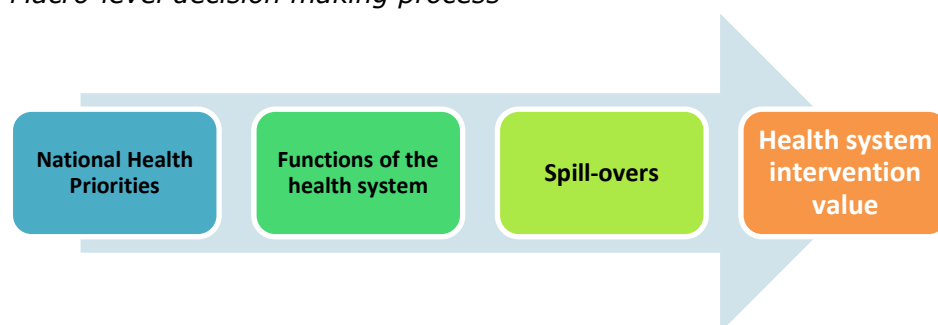 Macro-level decision making process
National Health
Priorities
Functions of the
health system
Spill-overs
Health system
intervention
value